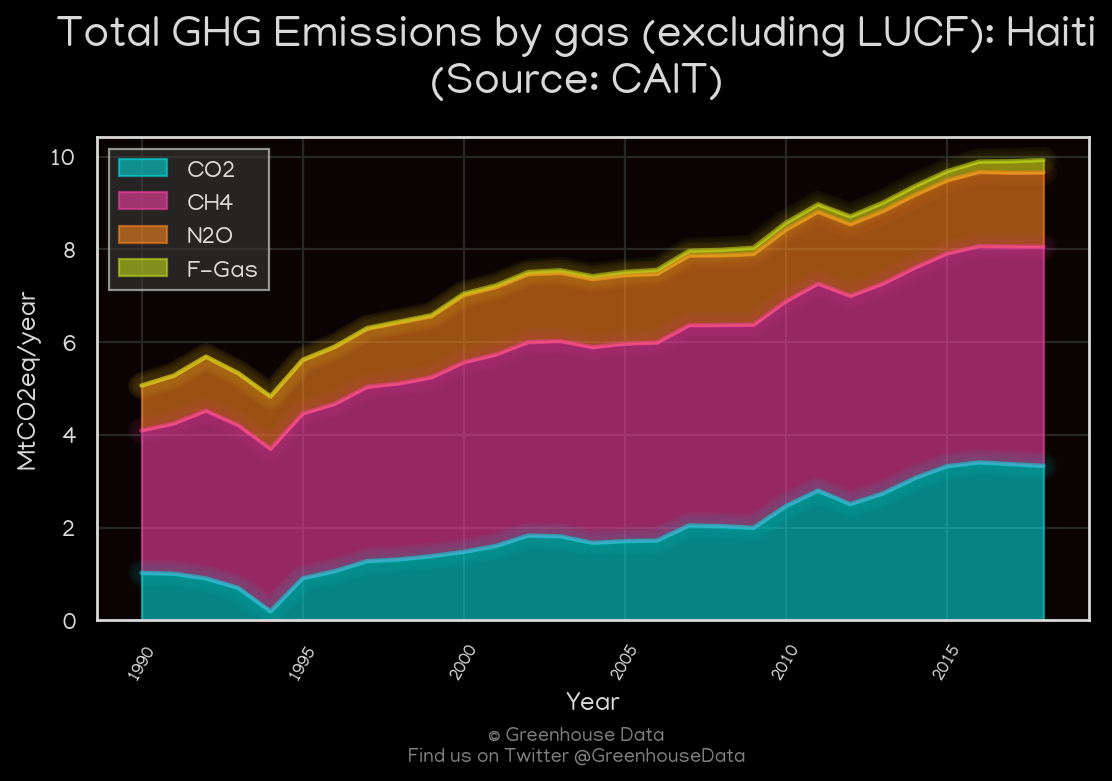 Total GHG Emissions by gas (excluding LUCF): Haiti
(Source: CAIT)
CO2
CH4
N2O
F-Gas
MtCO2eq/year
10
8
6
4
2
0
1990
1995
2000
2005
2010
2015
Year
© Greenhouse Data
Find us on Twitter @GreenhouseData